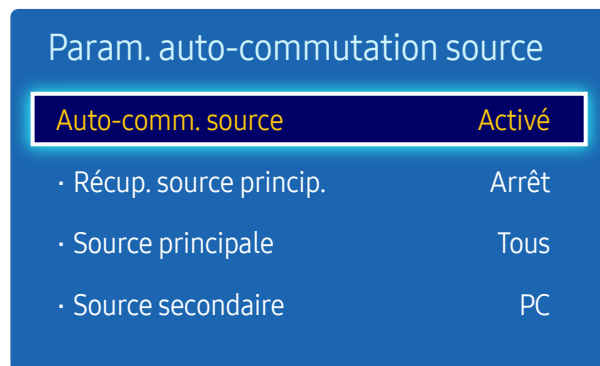 Param. auto-commutation source
Auto-comm. source Activé
· Récup. source princip. Arrêt
· Source principale Tous
· Source secondaire PC